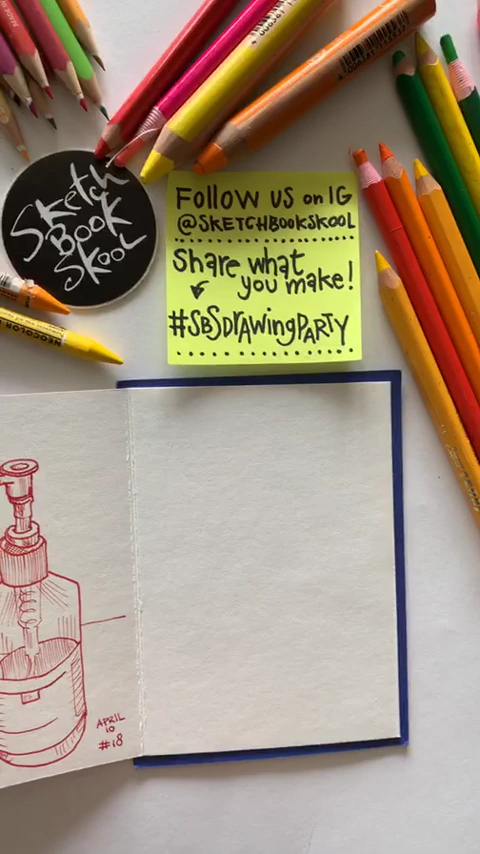 Sketch
Book
Skool
FOLLOW US on IG
@SKETCHBOOKSKOOL
Share what
you make!
#SBSDRAWINGPARTY
NEOCOLOR
APRIL
10
#18